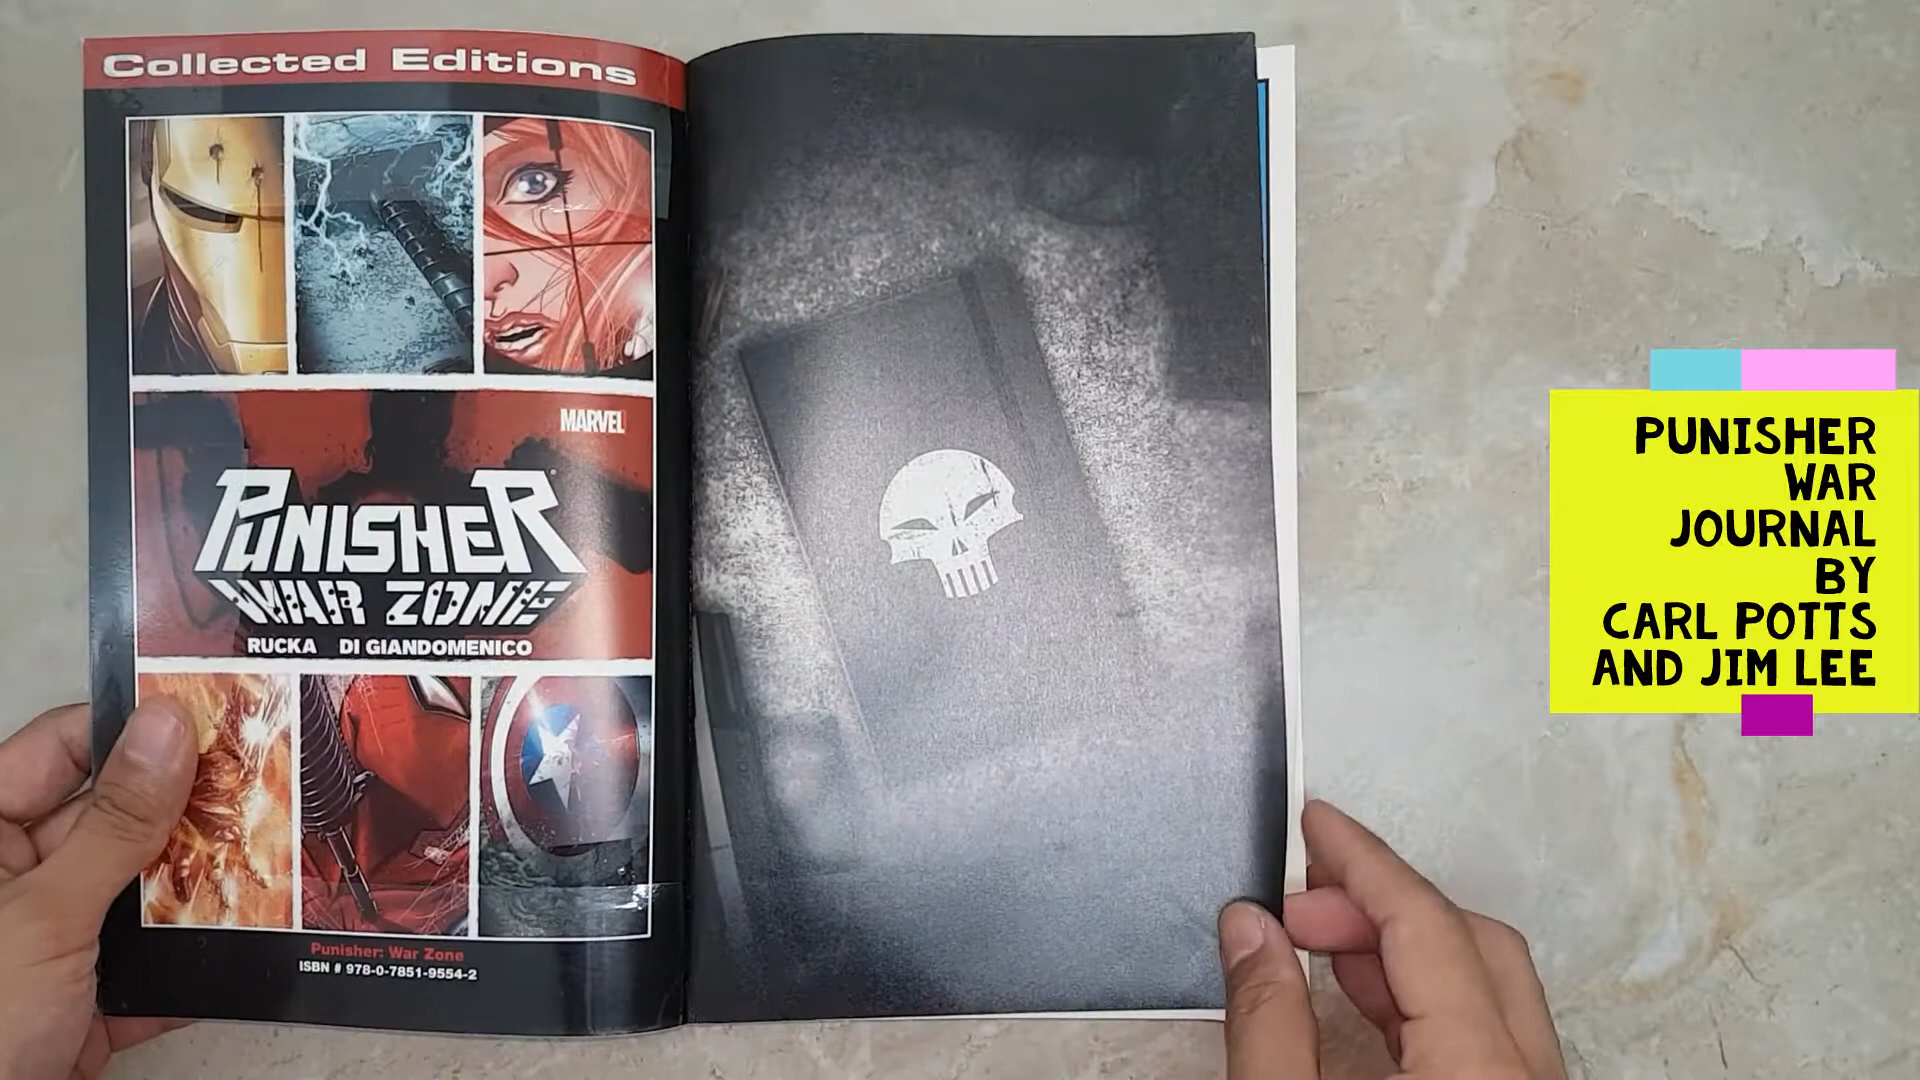 Collected Editions
MARVEL
PUNISHER
WAR ZONE
RUCKA DI GIANDOMENICO
Punisher: War Zone
ISBN # 978-0-7851-9554-2
PUNISHER
WAR
JOURNAL
BY
CARL POTTS
AND JIM LEE